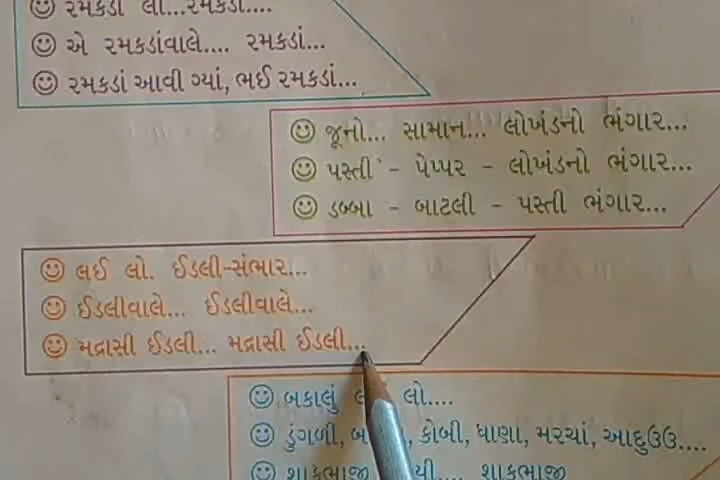 રમકડાં લો...રમકડાં....
એ રમકડાંવાલે.... રમકડાં...
રમકડાં આવી ગ્યાં, ભઈ રમકડાં...
જૂનો... સામાન... લોખંડનો ભંગાર...
પસ્તી - પેપ્પર - લોખંડનો ભંગાર...
ડબ્બા - બાટલી - પસ્તી ભંગાર...
લઈ લો. ઈડલી-સંભાર...
ઈડલીવાલે... ઈડલીવાલે...
મદ્રાસી ઈડલી... મદ્રાસી ઈડલી...
બકાલું લો....
ડુંગળી, કોબી, ધાણા, મરચાં, આદુઉઉ....
શાકભાજી શાકભાજી